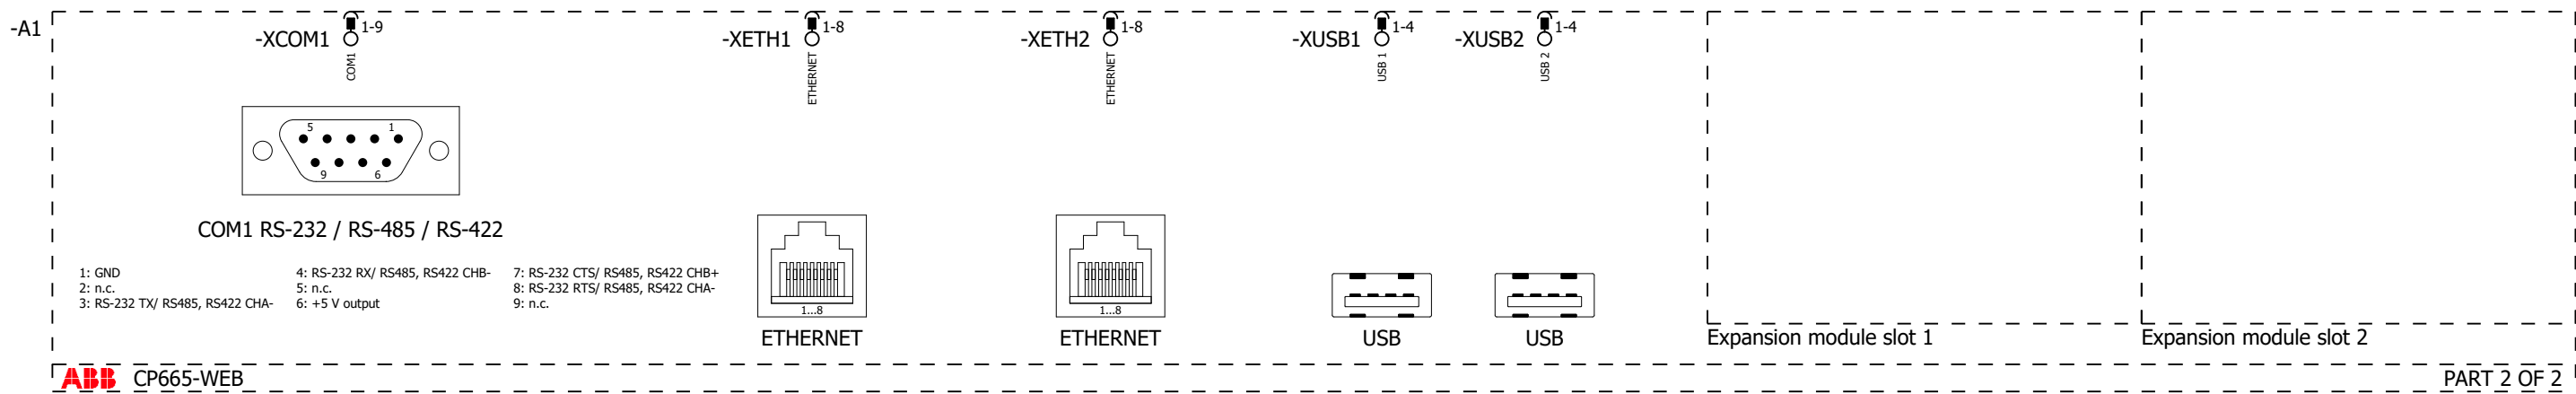 -A1
-XCOM1
1-9
COM1
-XETH1
1-8
ETHERNET
-XETH2
1-8
ETHERNET
-XUSB1
1-4
USB 1
-XUSB2
1-4
USB 2
5
1
9
6
COM1 RS-232 / RS-485 / RS-422
1: GND
2: n.c.
3: RS-232 TX/ RS485, RS422 CHA-
4: RS-232 RX/ RS485, RS422 CHB-
5: n.c.
6: +5 V output
7: RS-232 CTS/ RS485, RS422 CHB+
8: RS-232 RTS/ RS485, RS422 CHA-
9: n.c.
1...8
ETHERNET
1...8
ETHERNET
USB
USB
Expansion module slot 1
Expansion module slot 2
ABB CP665-WEB
PART 2 OF 2